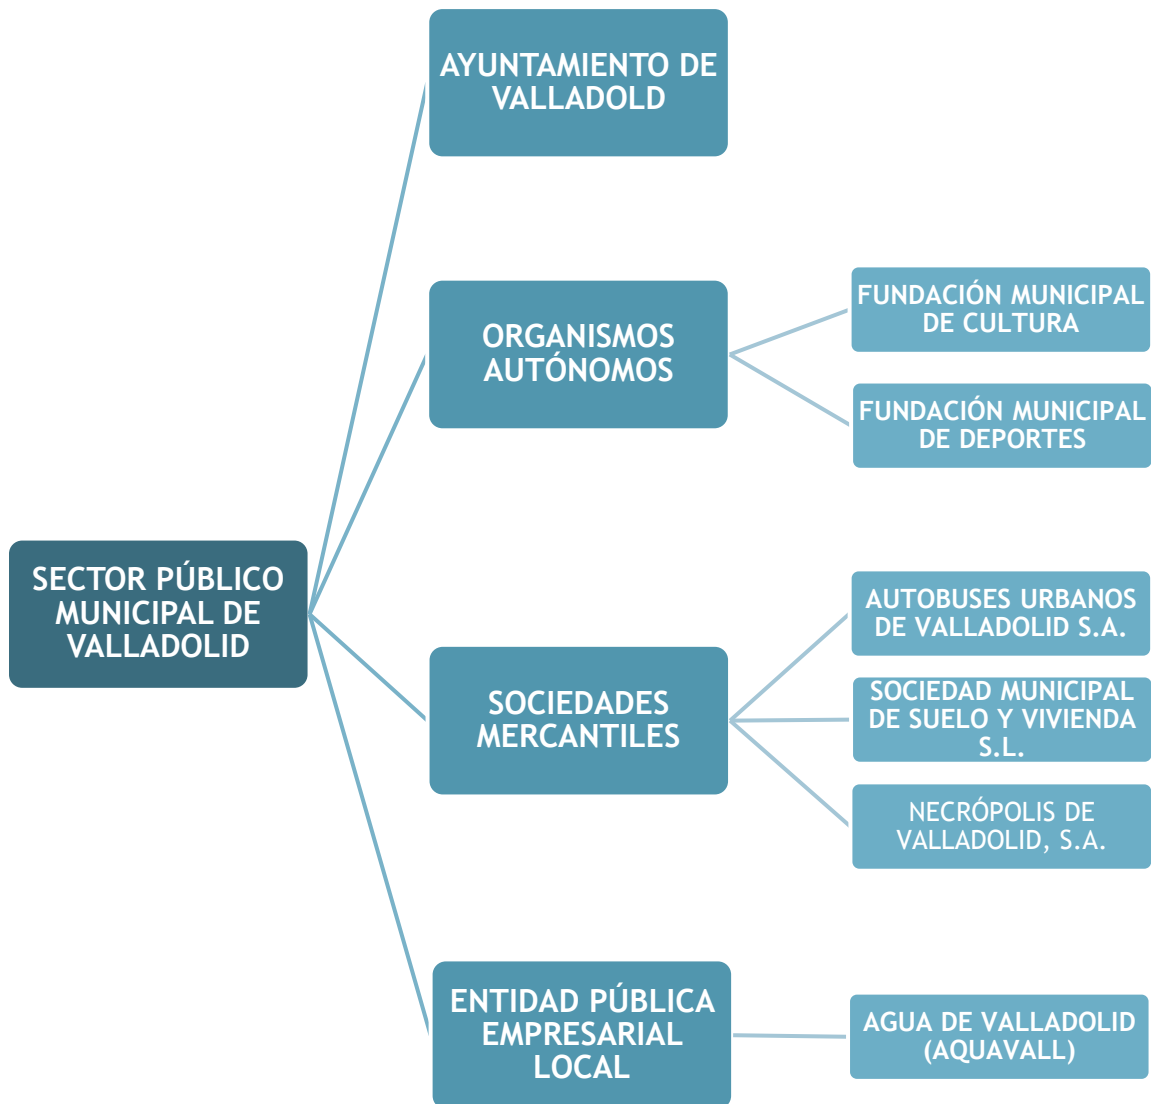 AYUNTAMIENTO DE
VALLADOLD
ORGANISMOS
AUTÓNOMOS
FUNDACIÓN MUNICIPAL
DE CULTURA
FUNDACIÓN MUNICIPAL
DE DEPORTES
SECTOR PÚBLICO
MUNICIPAL DE
VALLADOLID
SOCIEDADES
MERCANTILES
AUTOBUSES URBANOS
DE VALLADOLID S.A.
SOCIEDAD MUNICIPAL
DE SUELO Y VIVIENDA
S.L.
NECRÓPOLIS DE
VALLADOLID, S.A.
ENTIDAD PÚBLICA
EMPRESARIAL
LOCAL
AGUA DE VALLADOLID
(AQUAVALL)